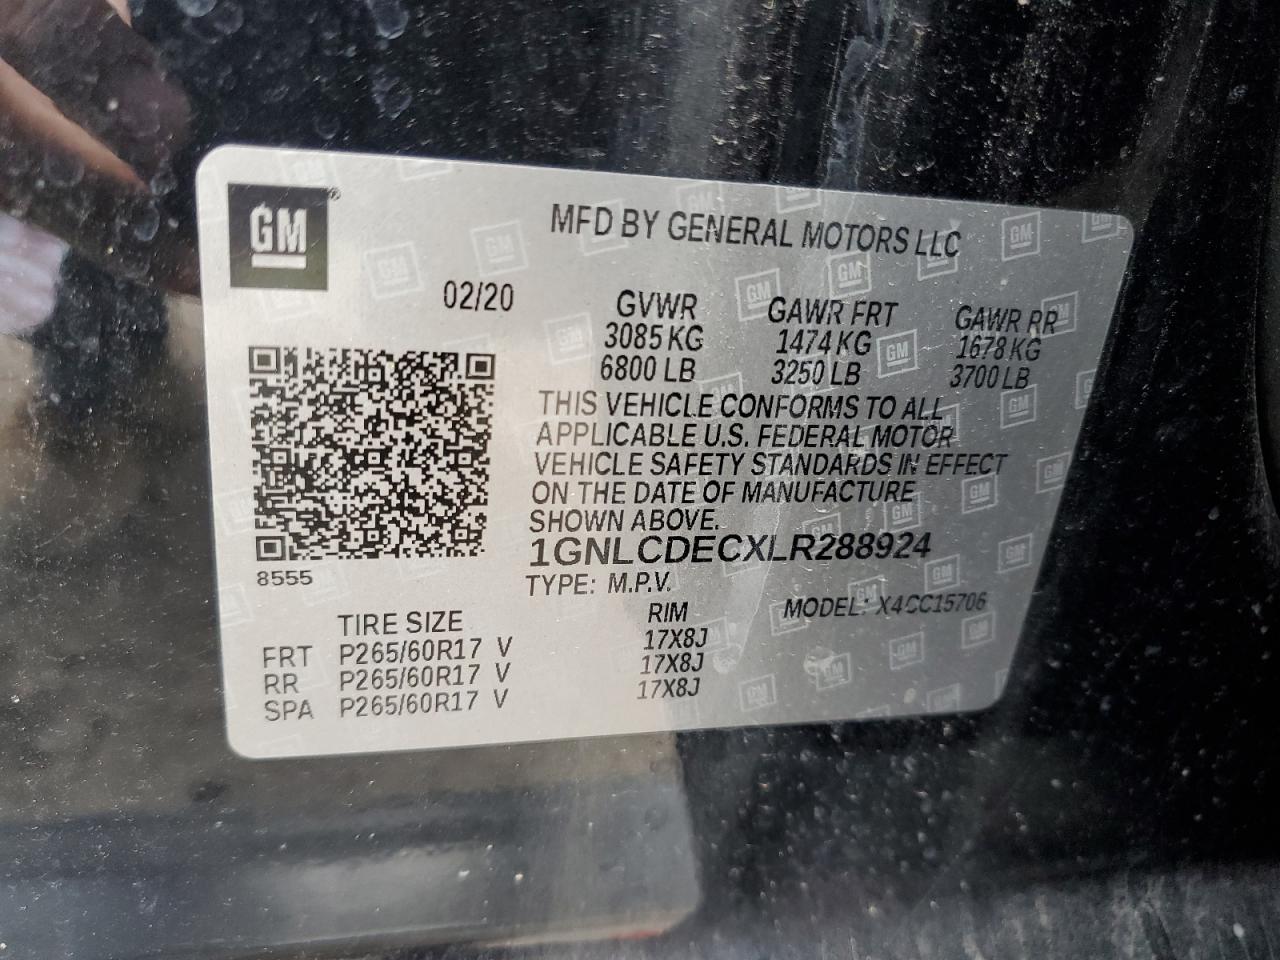 GM ®
MFD BY GENERAL MOTORS LLC
02/20
GVWR GAWR FRT GAWR RR
3085 KG 1474 KG 1678 KG
6800 LB 3250 LB 3700 LB
THIS VEHICLE CONFORMS TO ALL
APPLICABLE U.S. FEDERAL MOTOR
VEHICLE SAFETY STANDARDS IN EFFECT
ON THE DATE OF MANUFACTURE
SHOWN ABOVE.
1GNLCDECXLR288924
8555
TYPE: M.P.V. MODEL: X4CC15706
TIRE SIZE RIM
FRT P265/60R17 V 17X8J
RR P265/60R17 V 17X8J
SPA P265/60R17 V 17X8J